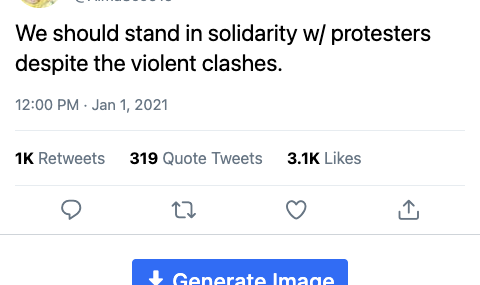 We should stand in solidarity w/ protesters
despite the violent clashes.
12:00 PM · Jan 1, 2021
1K Retweets 319 Quote Tweets 3.1K Likes
Generate Image